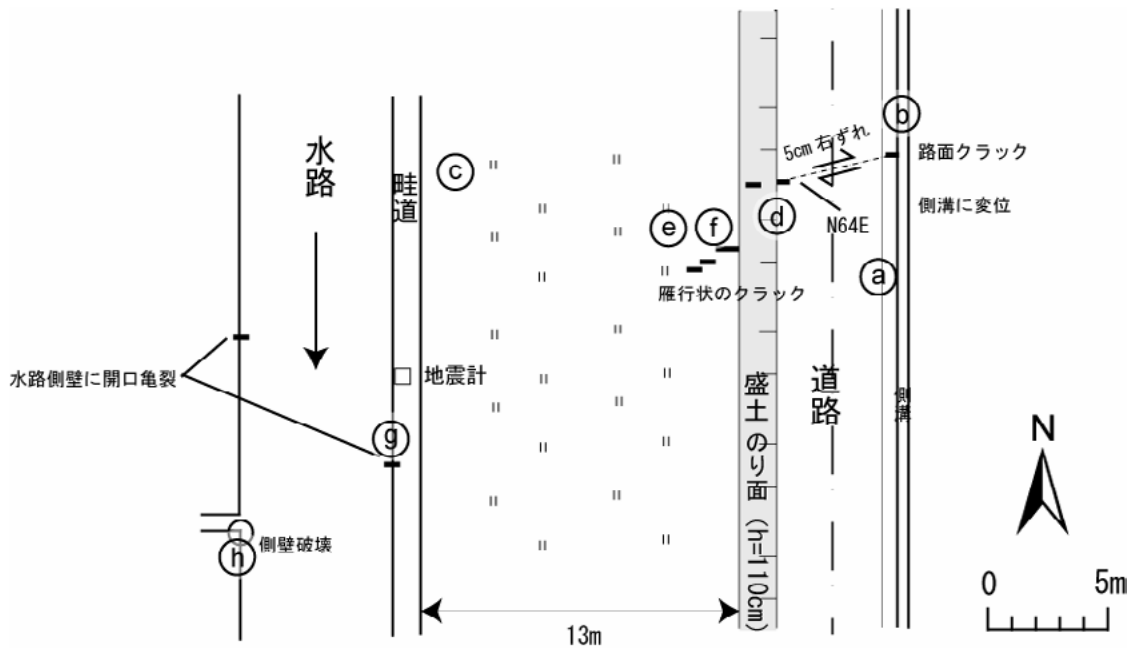 水路
畦道
ⓒ
ⓑ
5cm 右ずれ
路面クラック
側溝に変位
ⓔ
ⓕ
ⓓ
N64E
ⓐ
雁行状のクラック
水路側壁に開口亀裂
地震計
ⓖ
盛土のり面(h=110cm)
道路
側溝
N
側壁破壊
ⓗ
0
5m
13m